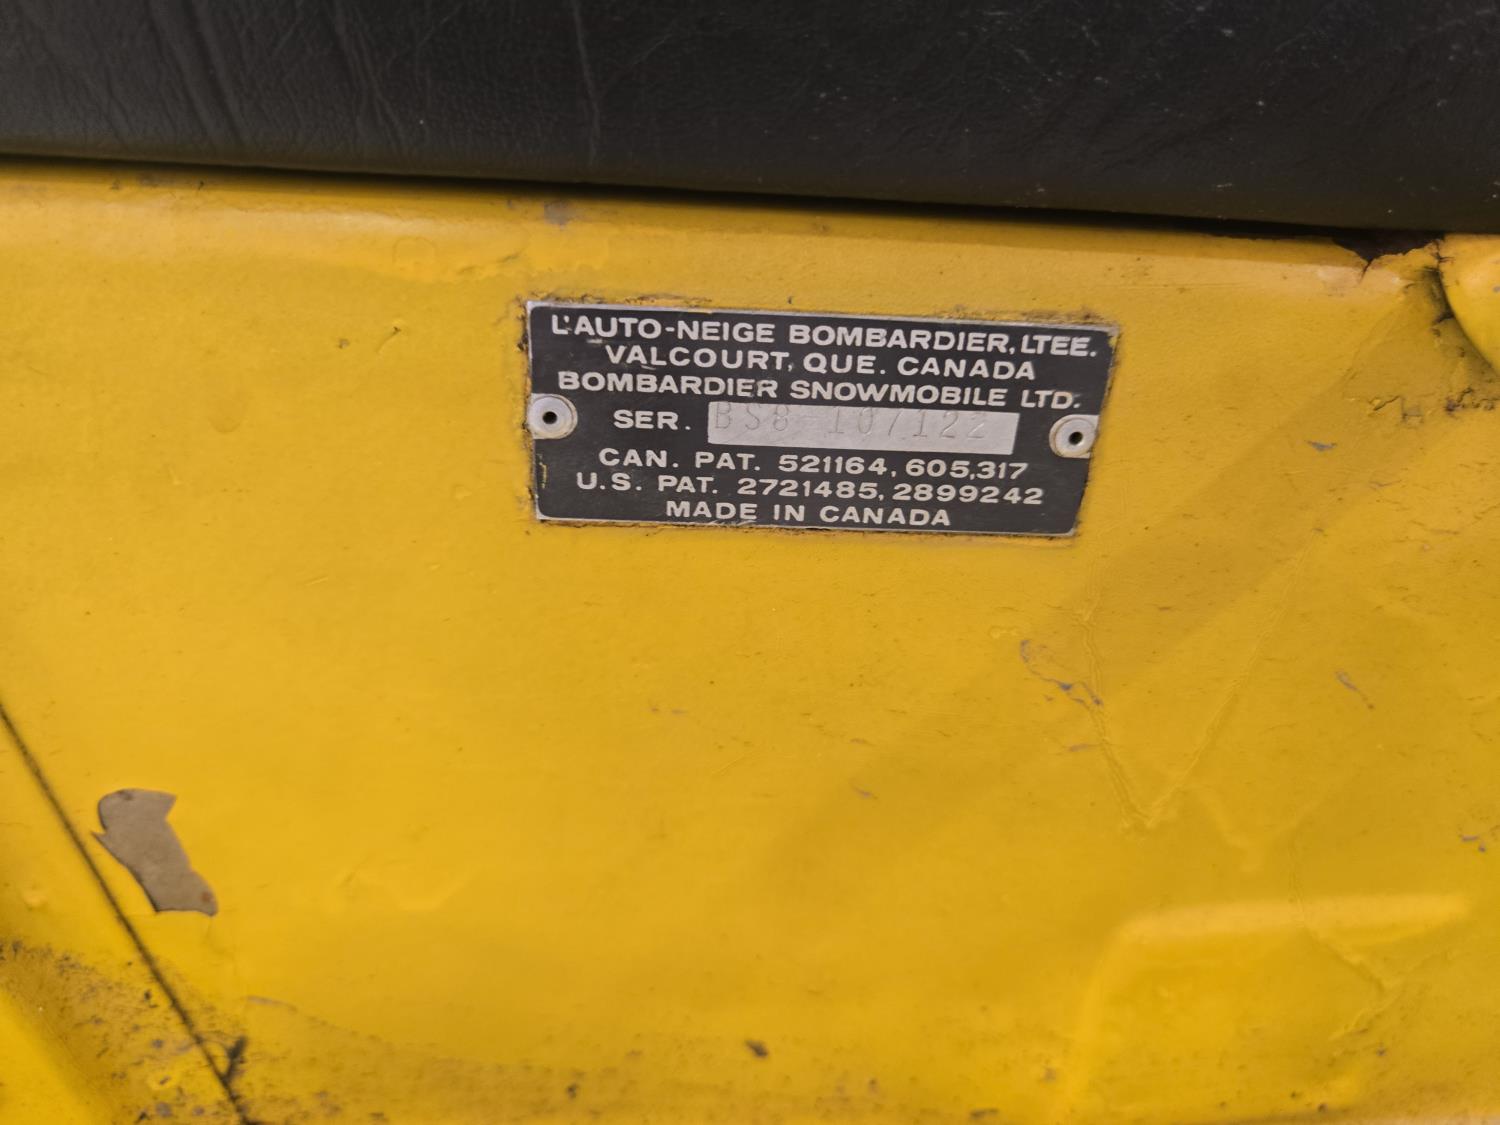 L'AUTO-NEIGE BOMBARDIER, LTEE.
VALCOURT, QUE. CANADA
BOMBARDIER SNOWMOBILE LTD.
SER. BS8 107122
CAN. PAT. 521164, 605,317
U.S. PAT. 2721485, 2899242
MADE IN CANADA